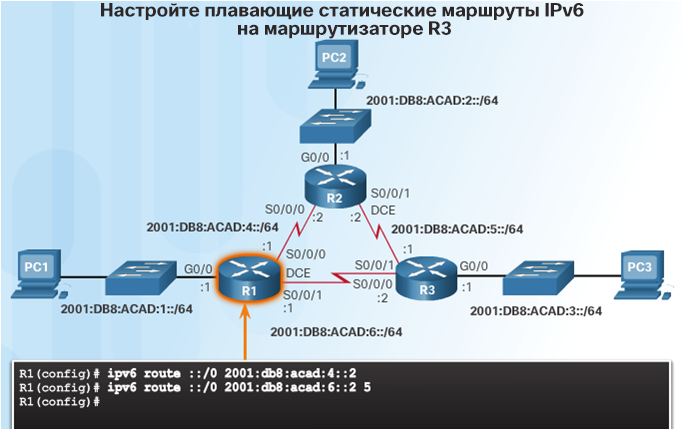 Настройте плавающие статические маршруты IPv6
на маршрутизаторе R3
PC2
2001:DB8:ACAD:2::/64
G0/0
:1
R2
S0/0/0
:2
:2
S0/0/1
DCE
2001:DB8:ACAD:4::/64
2001:DB8:ACAD:5::/64
:1
S0/0/0
:1
PC1
G0/0
:1
R1
DCE
S0/0/1
:1
S0/0/1
S0/0/0
:2
R3
G0/0
:1
PC3
2001:DB8:ACAD:1::/64
2001:DB8:ACAD:3::/64
2001:DB8:ACAD:6::/64
R1(config)# ipv6 route ::/0 2001:db8:acad:4::2
R1(config)# ipv6 route ::/0 2001:db8:acad:6::2 5
R1(config)#